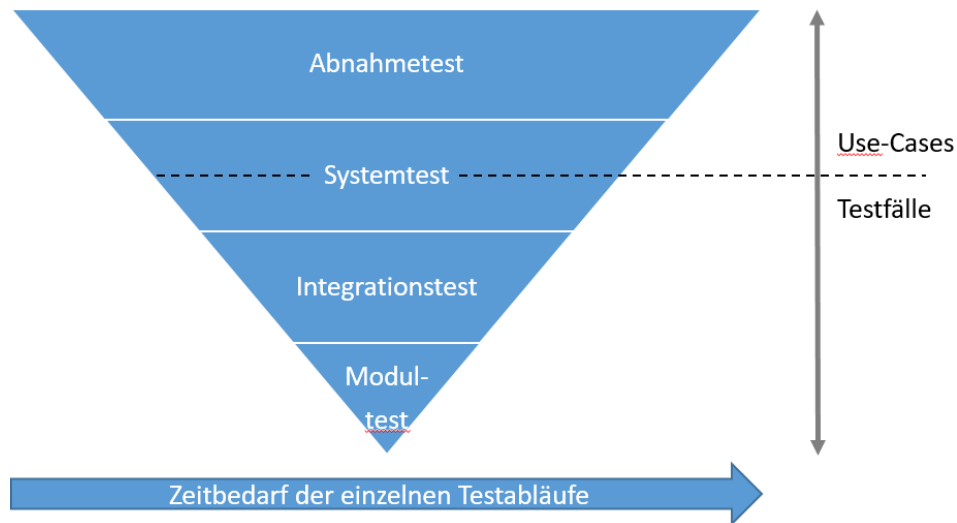 Abnahmetest
Use-Cases
Systemtest
Testfälle
Integrationstest
Modul-
test
Zeitbedarf der einzelnen Testabläufe